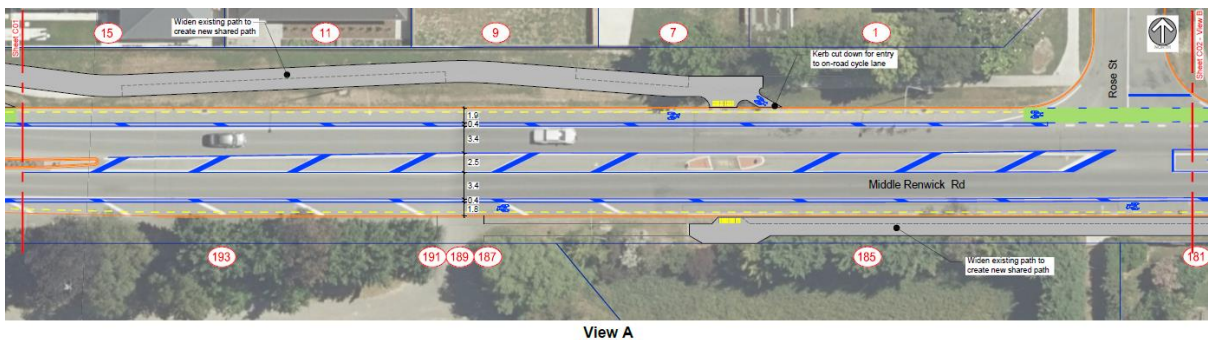 Sheet C01
15
Widen existing path to
create new shared path
11
9
7
1
Kerb cut down for entry
to on-road cycle lane
NORTH
Rose St
Sheet C02 - View B
1.9
0.4
3.4
2.5
3.4
0.4
1.8
Middle Renwick Rd
193
191
189
187
185
181
Widen existing path to
create new shared path
View A